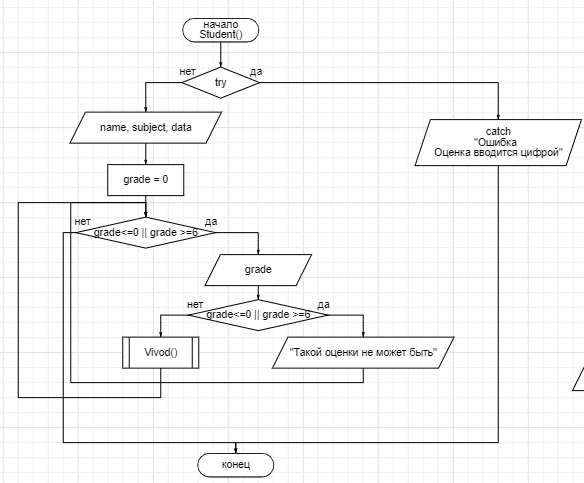 начало
Student()
нет
да
try
name, subject, data
catch
"Ошибка
Оценка вводится цифрой"
grade = 0
нет
да
grade<=0 || grade >=6
grade
нет
да
grade<=0 || grade >=6
Vivod()
"Такой оценки не может быть"
конец